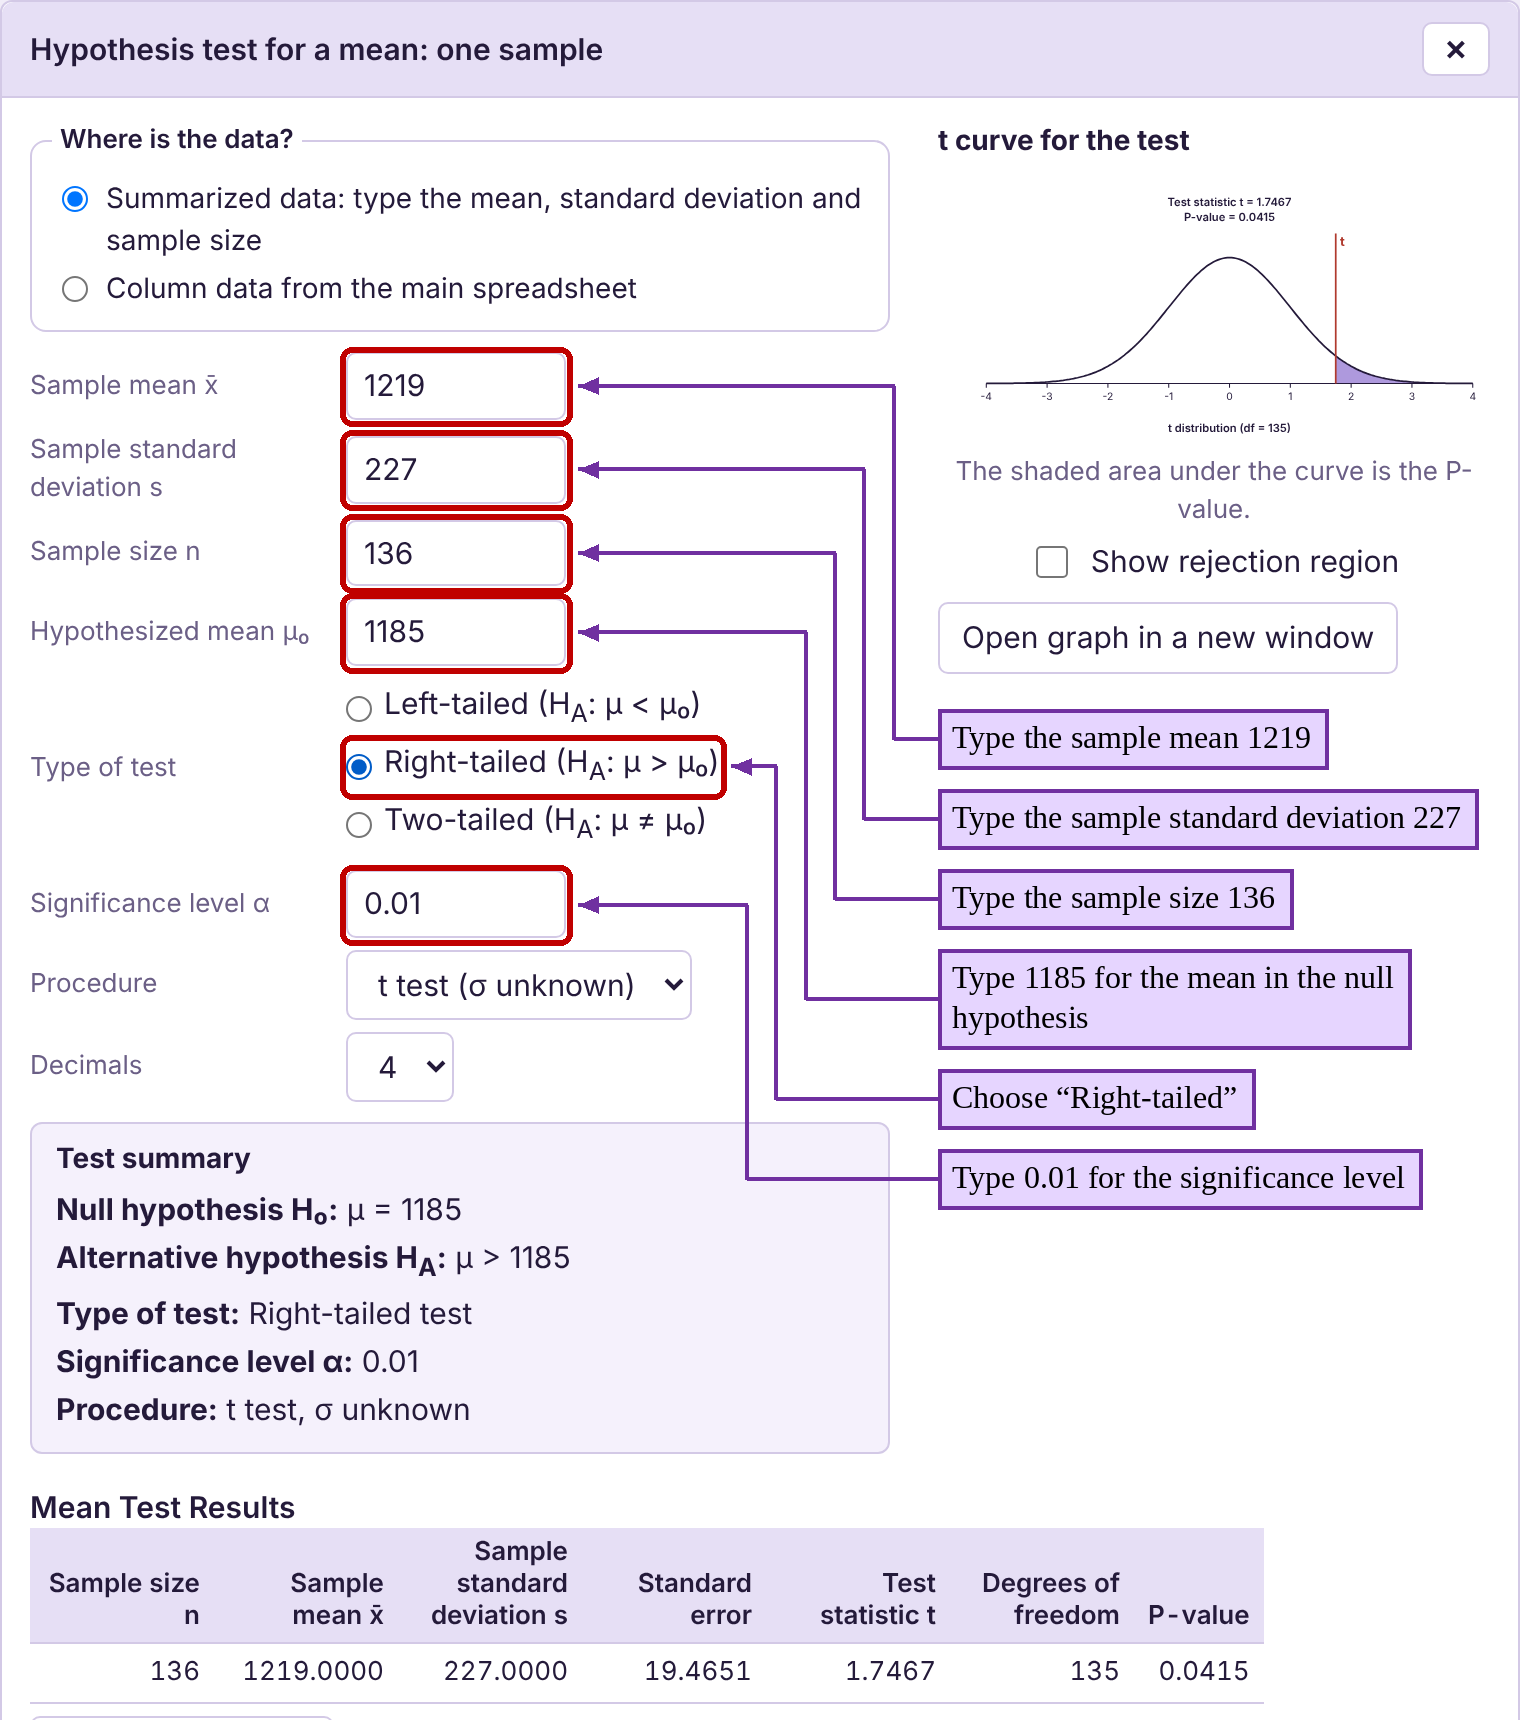 Hypothesis test for a mean: one sample
×
Where is the data?
Summarized data: type the mean, standard deviation and
sample size
Column data from the main spreadsheet
Sample mean x̄
1219
Sample standard
deviation s
227
Sample size n
136
Hypothesized mean μ₀
1185
Type of test
Left-tailed (H_A: μ < μ₀)
Right-tailed (H_A: μ > μ₀)
Two-tailed (H_A: μ ≠ μ₀)
Significance level α
0.01
Procedure
t test (σ unknown)
Decimals
4
t curve for the test
Test statistic t = 1.7467
P-value = 0.0415
t
-4 -3 -2 -1 0 1 2 3 4
t distribution (df = 135)
The shaded area under the curve is the P-
value.
Show rejection region
Open graph in a new window
Type the sample mean 1219
Type the sample standard deviation 227
Type the sample size 136
Type 1185 for the mean in the null
hypothesis
Choose “Right-tailed”
Type 0.01 for the significance level
Test summary
Null hypothesis H₀: μ = 1185
Alternative hypothesis H_A: μ > 1185
Type of test: Right-tailed test
Significance level α: 0.01
Procedure: t test, σ unknown
Mean Test Results
Sample size
n
Sample
mean x̄
Sample
standard
deviation s
Standard
error
Test
statistic t
Degrees of
freedom
P-value
136 1219.0000 227.0000 19.4651 1.7467 135 0.0415